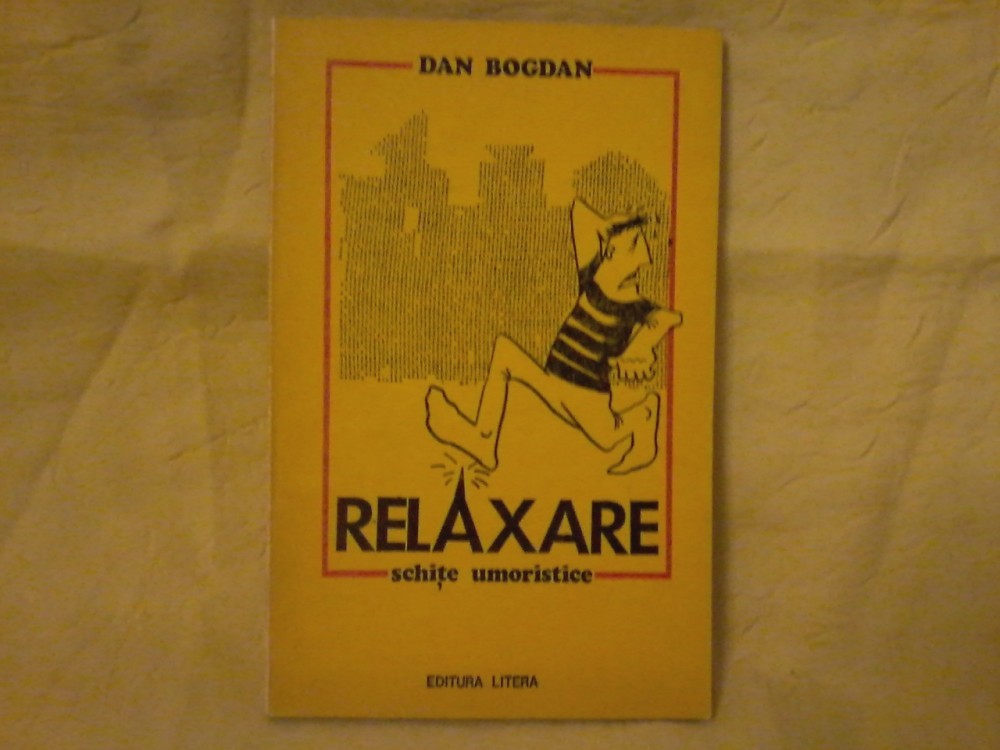 DAN BOGDAN
RELAXARE
schițe umoristice
EDITURA LITERA